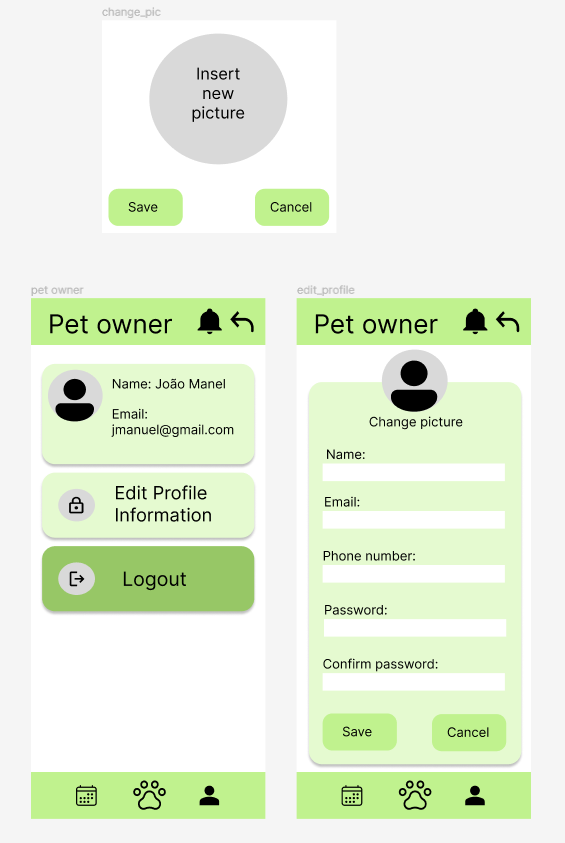 change_pic
Insert
new
picture
Save
Cancel
pet owner
Pet owner
Name: João Manel
Email:
jmanuel@gmail.com
Edit Profile
Information
Logout
edit_profile
Pet owner
Change picture
Name:
Email:
Phone number:
Password:
Confirm password:
Save
Cancel